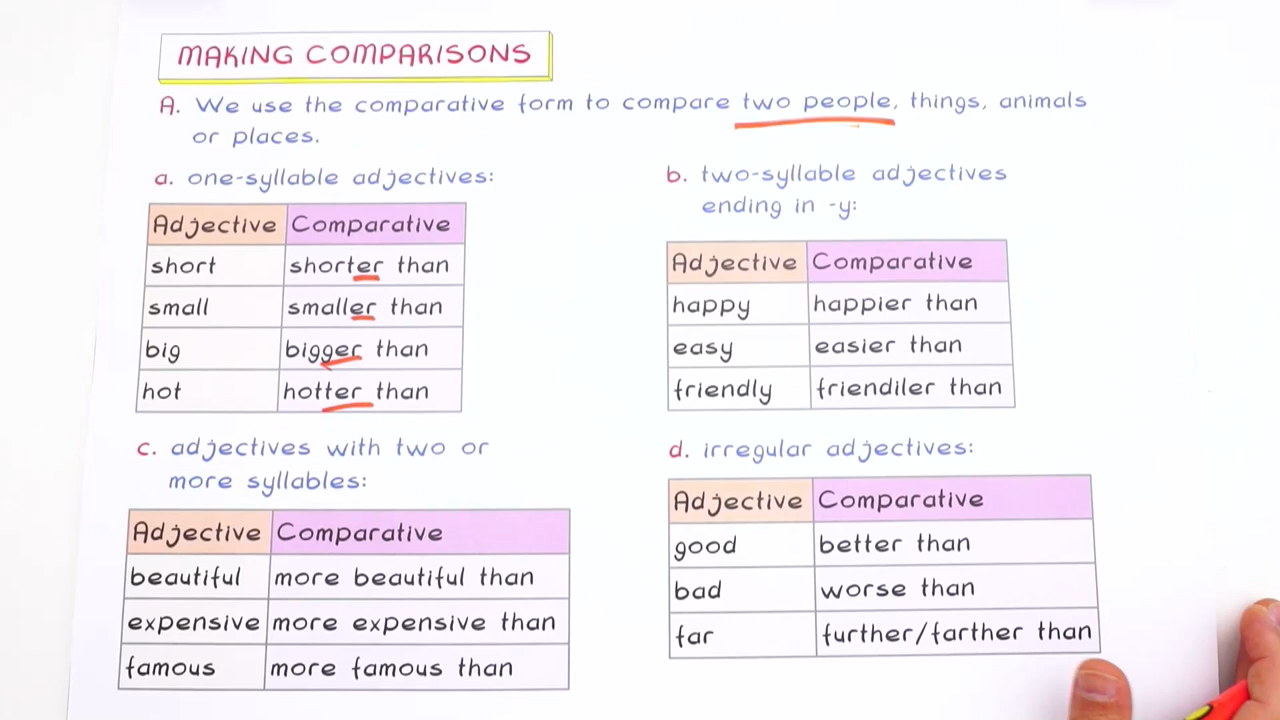 MAKING COMPARISONS
A. We use the comparative form to compare two people, things, animals
or places.
a. one-syllable adjectives:
Adjective Comparative
short shorter than
small smaller than
big bigger than
hot hotter than
b. two-syllable adjectives
ending in -y:
Adjective Comparative
happy happier than
easy easier than
friendly friendiler than
c. adjectives with two or
more syllables:
Adjective Comparative
beautiful more beautiful than
expensive more expensive than
famous more famous than
d. irregular adjectives:
Adjective Comparative
good better than
bad worse than
far further/farther than